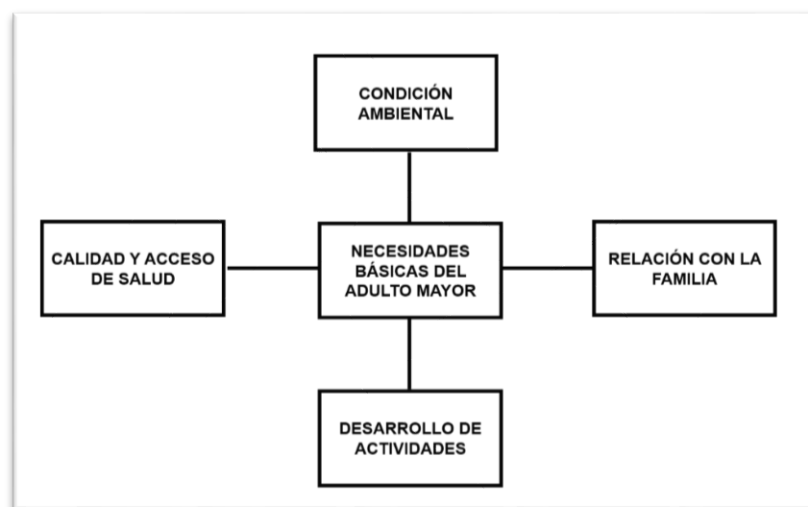 CONDICIÓN
AMBIENTAL
CALIDAD Y ACCESO
DE SALUD
NECESIDADES
BÁSICAS DEL
ADULTO MAYOR
RELACIÓN CON LA
FAMILIA
DESARROLLO DE
ACTIVIDADES